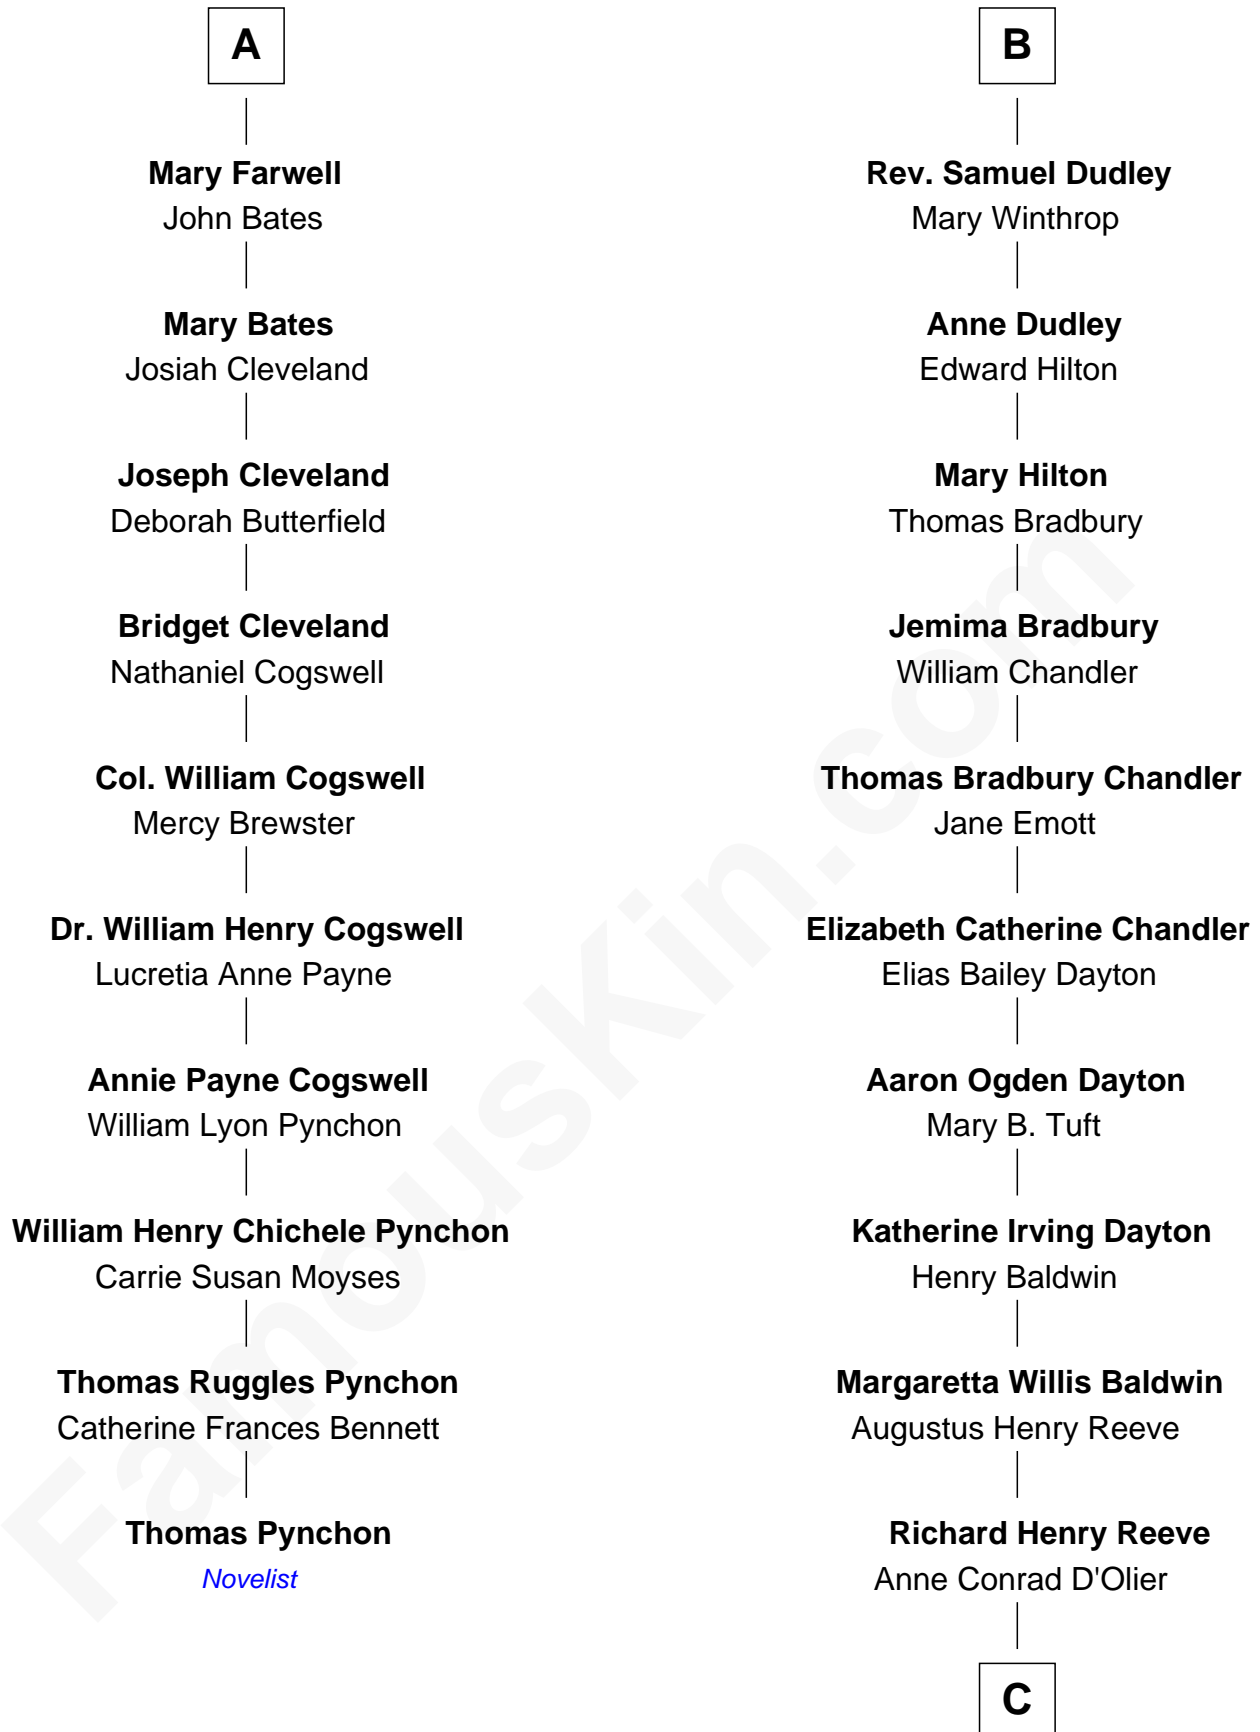 A
Mary Farwell
John Bates
Mary Bates
Josiah Cleveland
Joseph Cleveland
Deborah Butterfield
Bridget Cleveland
Nathaniel Cogswell
Col. William Cogswell
Mercy Brewster
Dr. William Henry Cogswell
Lucretia Anne Payne
Annie Payne Cogswell
William Lyon Pynchon
William Henry Chichele Pynchon
Carrie Susan Moyses
Thomas Ruggles Pynchon
Catherine Frances Bennett
Thomas Pynchon
Novelist
B
Rev. Samuel Dudley
Mary Winthrop
Anne Dudley
Edward Hilton
Mary Hilton
Thomas Bradbury
Jemima Bradbury
William Chandler
Thomas Bradbury Chandler
Jane Emott
Elizabeth Catherine Chandler
Elias Bailey Dayton
Aaron Ogden Dayton
Mary B. Tuft
Katherine Irving Dayton
Henry Baldwin
Margaretta Willis Baldwin
Augustus Henry Reeve
Richard Henry Reeve
Anne Conrad D'Olier
C
FamousKin.com